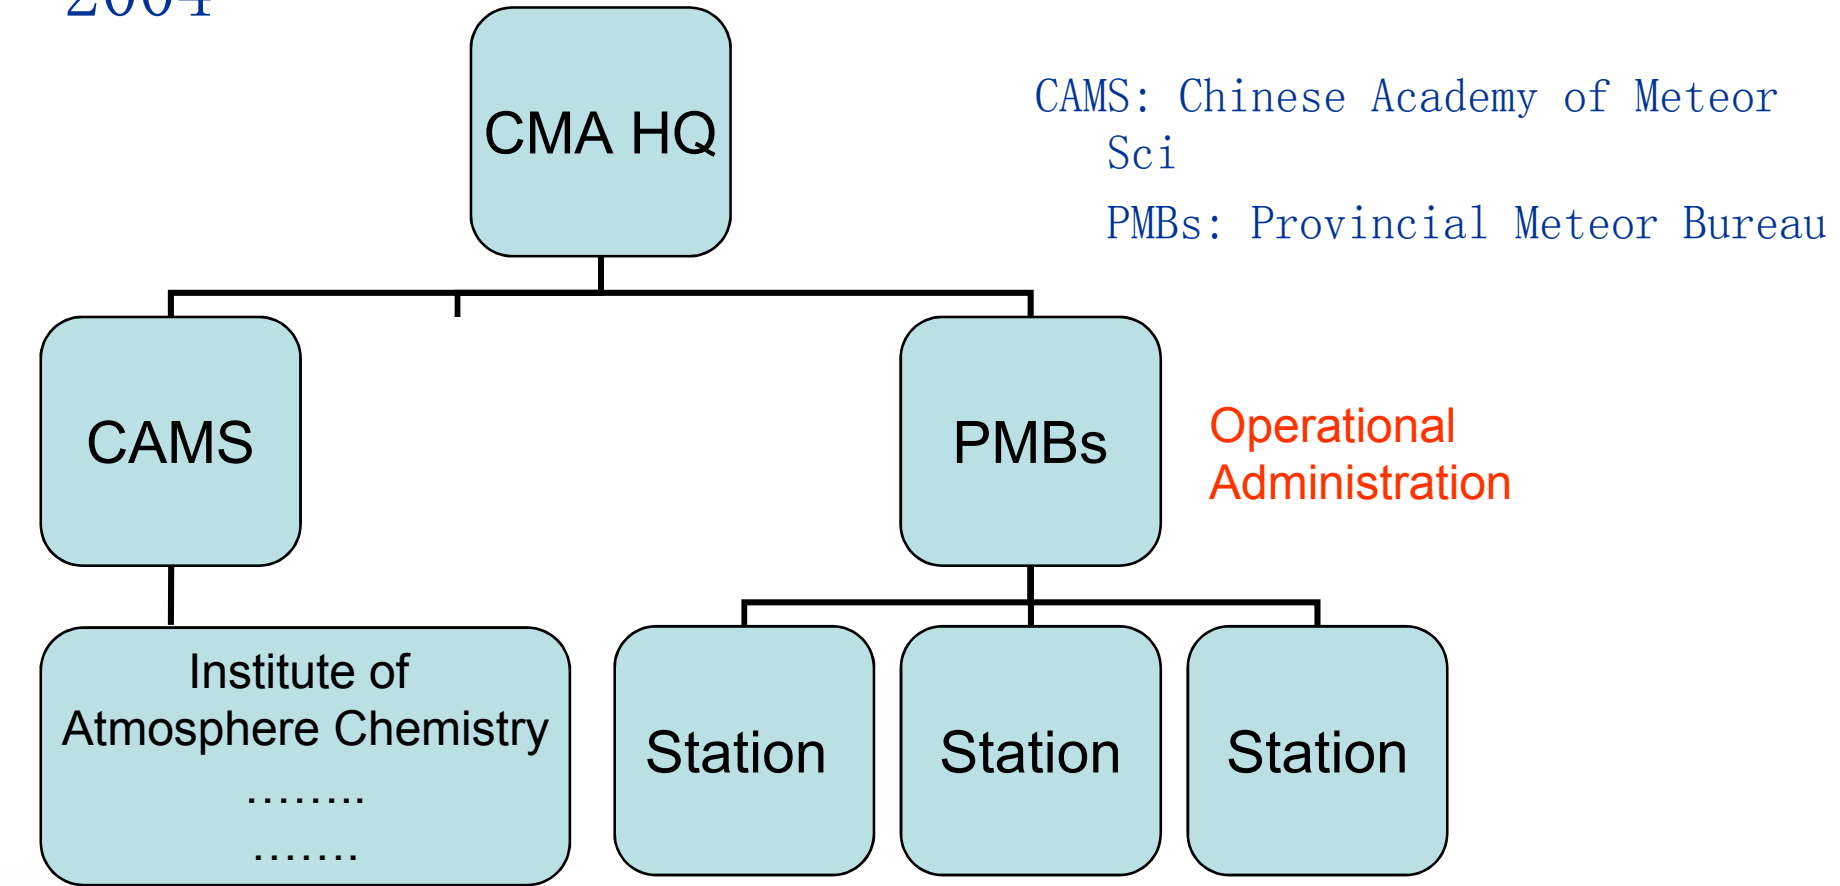 2004
CMA HQ
CAMS: Chinese Academy of Meteor
Sci
PMBs: Provincial Meteor Bureau
CAMS
PMBs
Operational
Administration
Institute of
Atmosphere Chemistry
……..
…….
Station
Station
Station